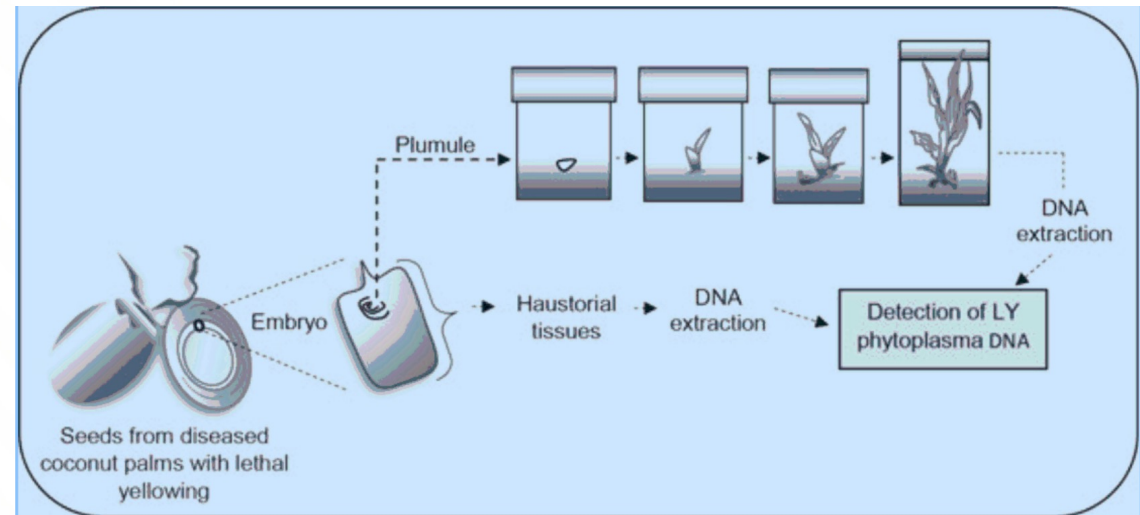 Plumule
DNA
extraction
Embryo
Haustorial
tissues
DNA
extraction
Detection of LY
phytoplasma DNA
Seeds from diseased
coconut palms with lethal
yellowing